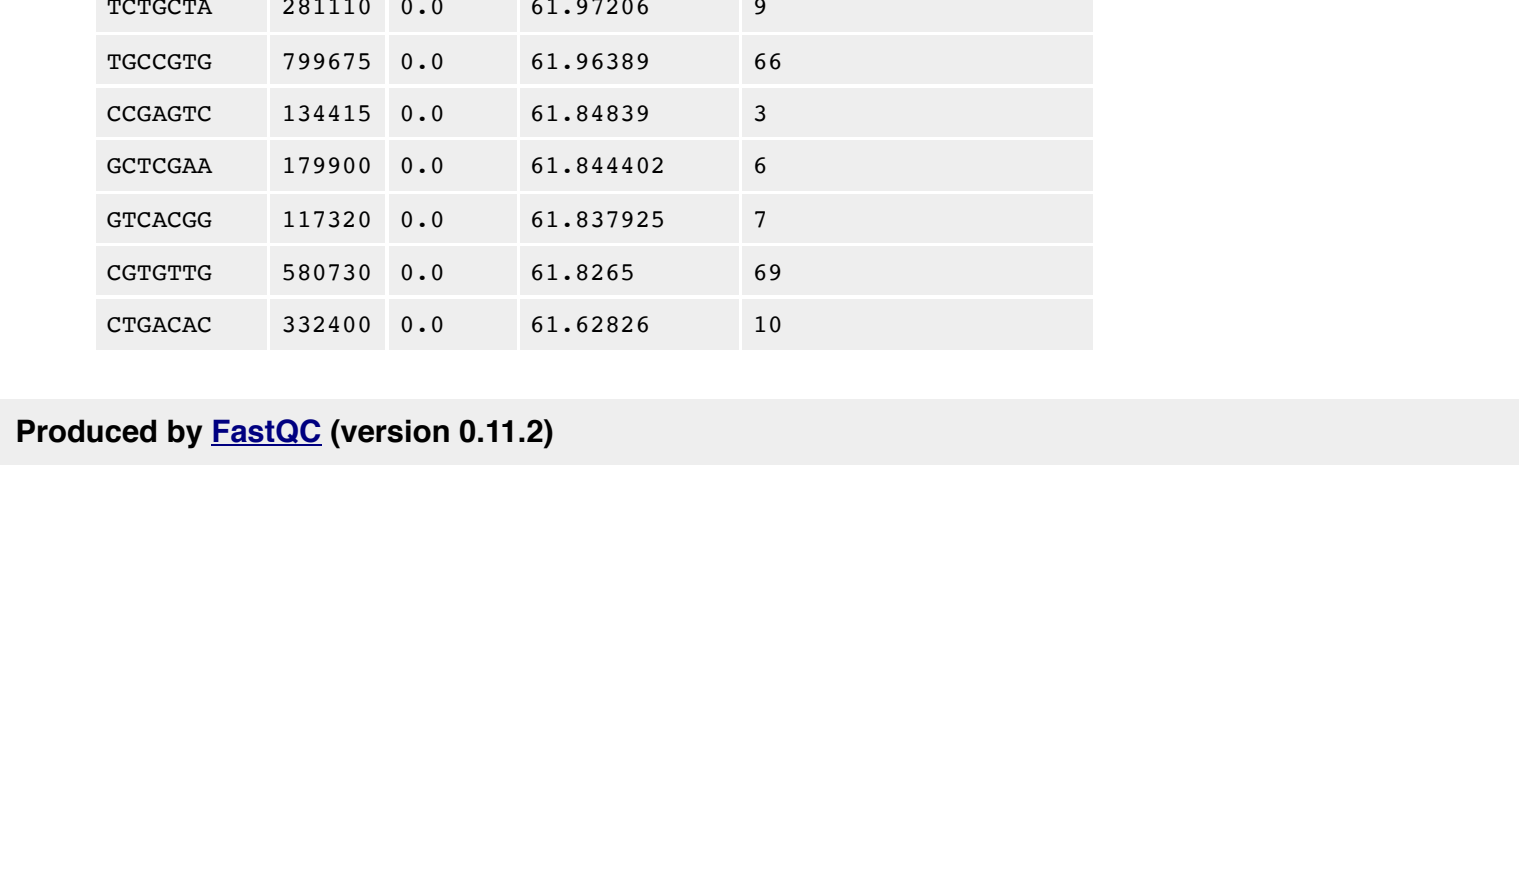 TCTGCTA 281110 0.0 61.97206 9
TGCCGTG 799675 0.0 61.96389 66
CCGAGTC 134415 0.0 61.84839 3
GCTCGAA 179900 0.0 61.844402 6
GTCACGG 117320 0.0 61.837925 7
CGTGTTG 580730 0.0 61.8265 69
CTGACAC 332400 0.0 61.62826 10
Produced by FastQC (version 0.11.2)